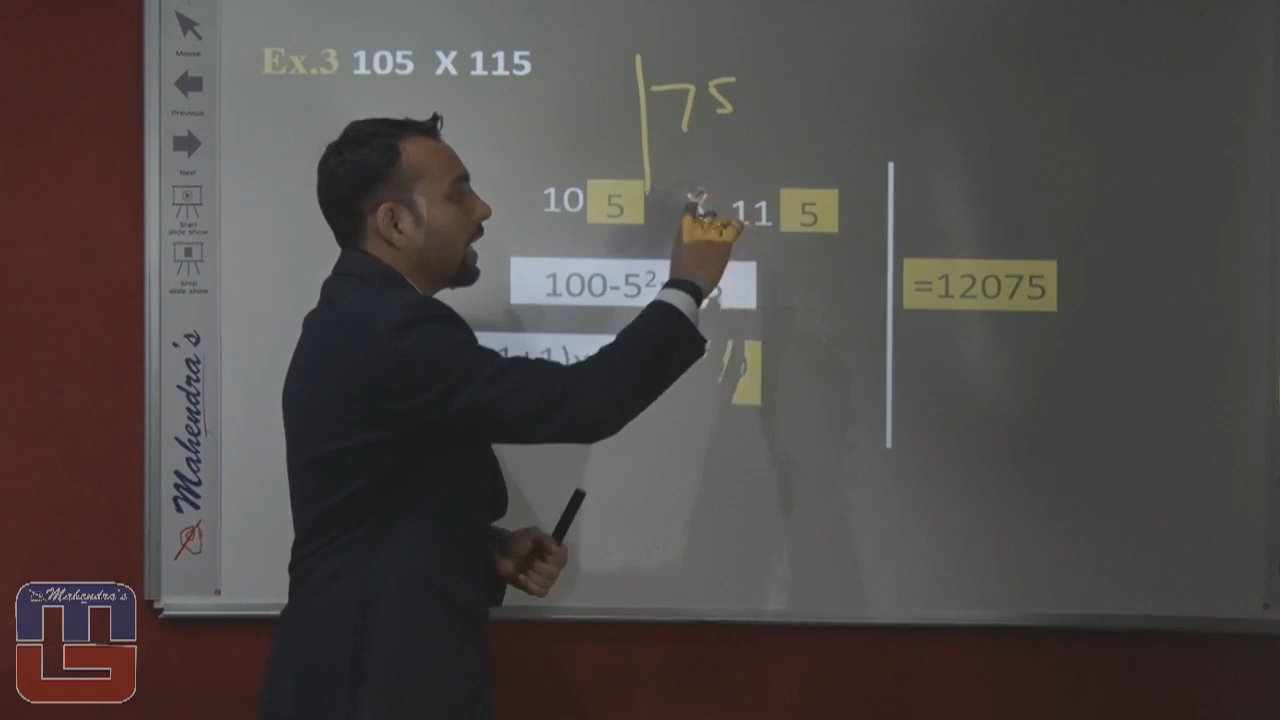 Mouse
Previous
Next
Start slide show
Stop slide show
Mahendra's
Ex.3 105 X 115
75
10 5
11 5
100-5²
=12075
Mahendra's